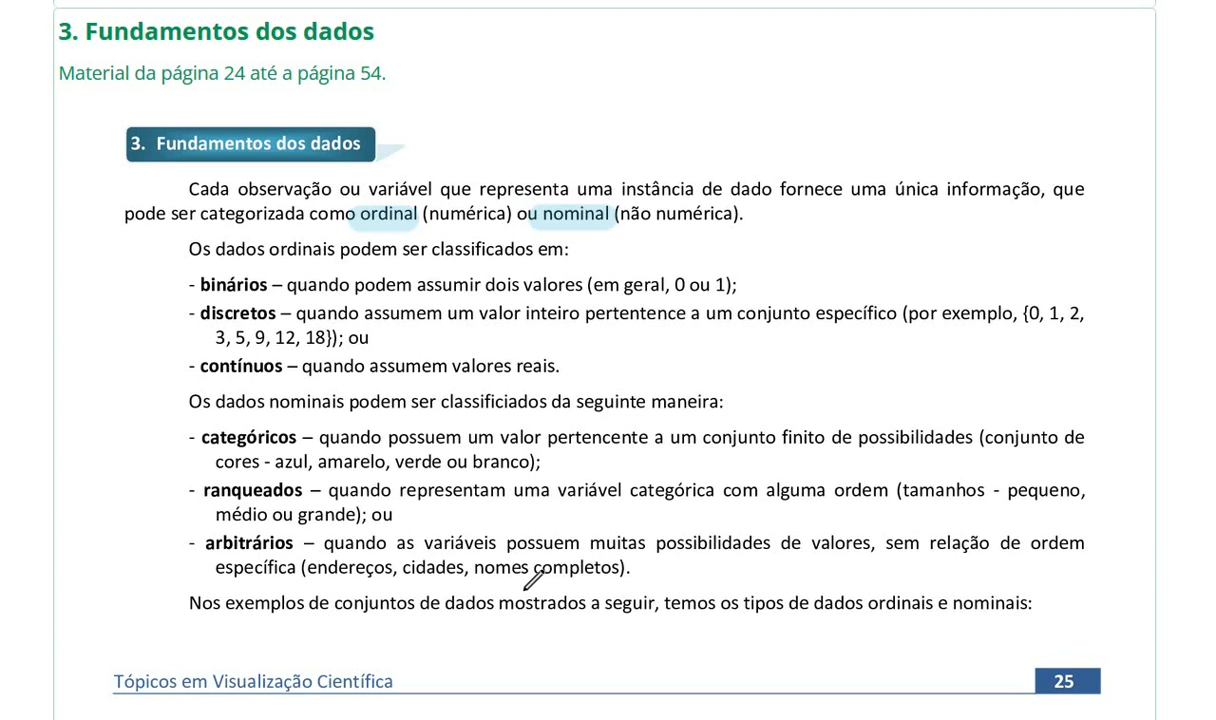 3. Fundamentos dos dados
Material da página 24 até a página 54.
3. Fundamentos dos dados
Cada observação ou variável que representa uma instância de dado fornece uma única informação, que
pode ser categorizada como ordinal (numérica) ou nominal (não numérica).
Os dados ordinais podem ser classificados em:
- binários – quando podem assumir dois valores (em geral, 0 ou 1);
- discretos – quando assumem um valor inteiro pertentence a um conjunto específico (por exemplo, {0, 1, 2,
3, 5, 9, 12, 18}); ou
- contínuos – quando assumem valores reais.
Os dados nominais podem ser classificiados da seguinte maneira:
- categóricos – quando possuem um valor pertencente a um conjunto finito de possibilidades (conjunto de
cores - azul, amarelo, verde ou branco);
- ranqueados – quando representam uma variável categórica com alguma ordem (tamanhos - pequeno,
médio ou grande); ou
- arbitrários – quando as variáveis possuem muitas possibilidades de valores, sem relação de ordem
específica (endereços, cidades, nomes completos).
Nos exemplos de conjuntos de dados mostrados a seguir, temos os tipos de dados ordinais e nominais:
Tópicos em Visualização Científica
25